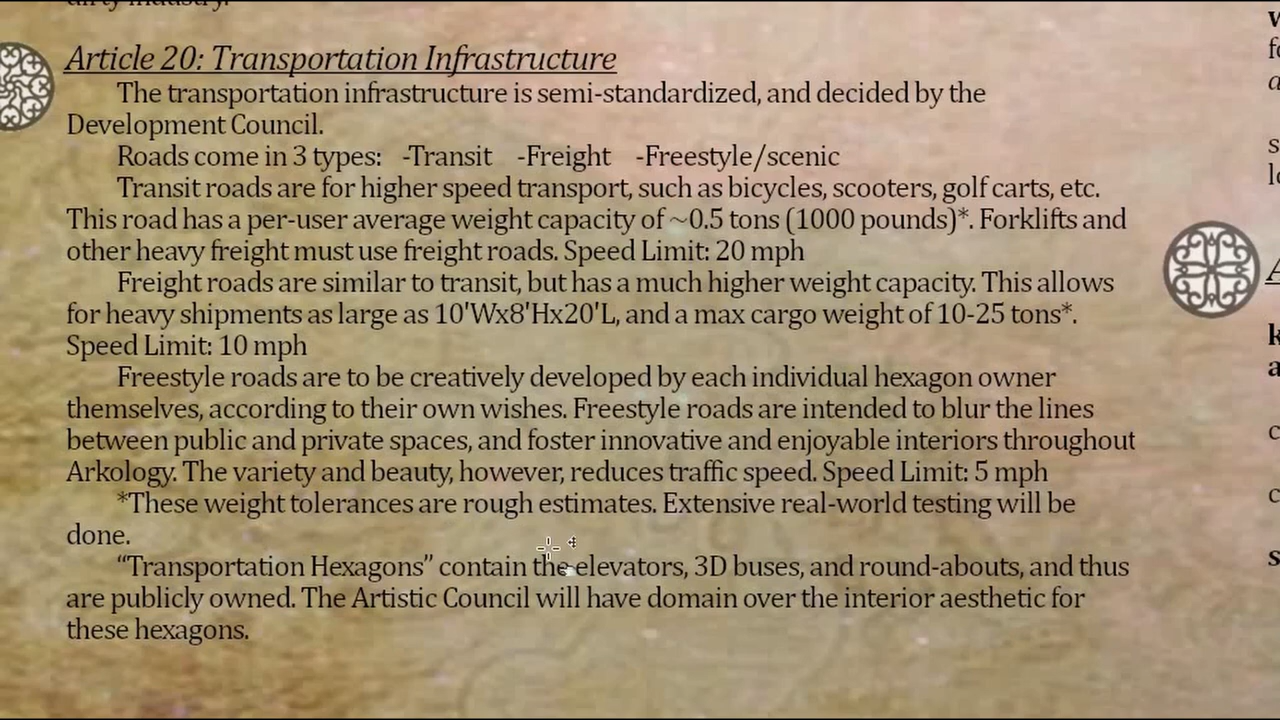 Article 20: Transportation Infrastructure
The transportation infrastructure is semi-standardized, and decided by the
Development Council.
Roads come in 3 types: -Transit -Freight -Freestyle/scenic
Transit roads are for higher speed transport, such as bicycles, scooters, golf carts, etc.
This road has a per-user average weight capacity of ~0.5 tons (1000 pounds)*. Forklifts and
other heavy freight must use freight roads. Speed Limit: 20 mph
Freight roads are similar to transit, but has a much higher weight capacity. This allows
for heavy shipments as large as 10'Wx8'Hx20'L, and a max cargo weight of 10-25 tons*.
Speed Limit: 10 mph
Freestyle roads are to be creatively developed by each individual hexagon owner
themselves, according to their own wishes. Freestyle roads are intended to blur the lines
between public and private spaces, and foster innovative and enjoyable interiors throughout
Arkology. The variety and beauty, however, reduces traffic speed. Speed Limit: 5 mph
*These weight tolerances are rough estimates. Extensive real-world testing will be
done.
“Transportation Hexagons” contain the elevators, 3D buses, and round-abouts, and thus
are publicly owned. The Artistic Council will have domain over the interior aesthetic for
these hexagons.